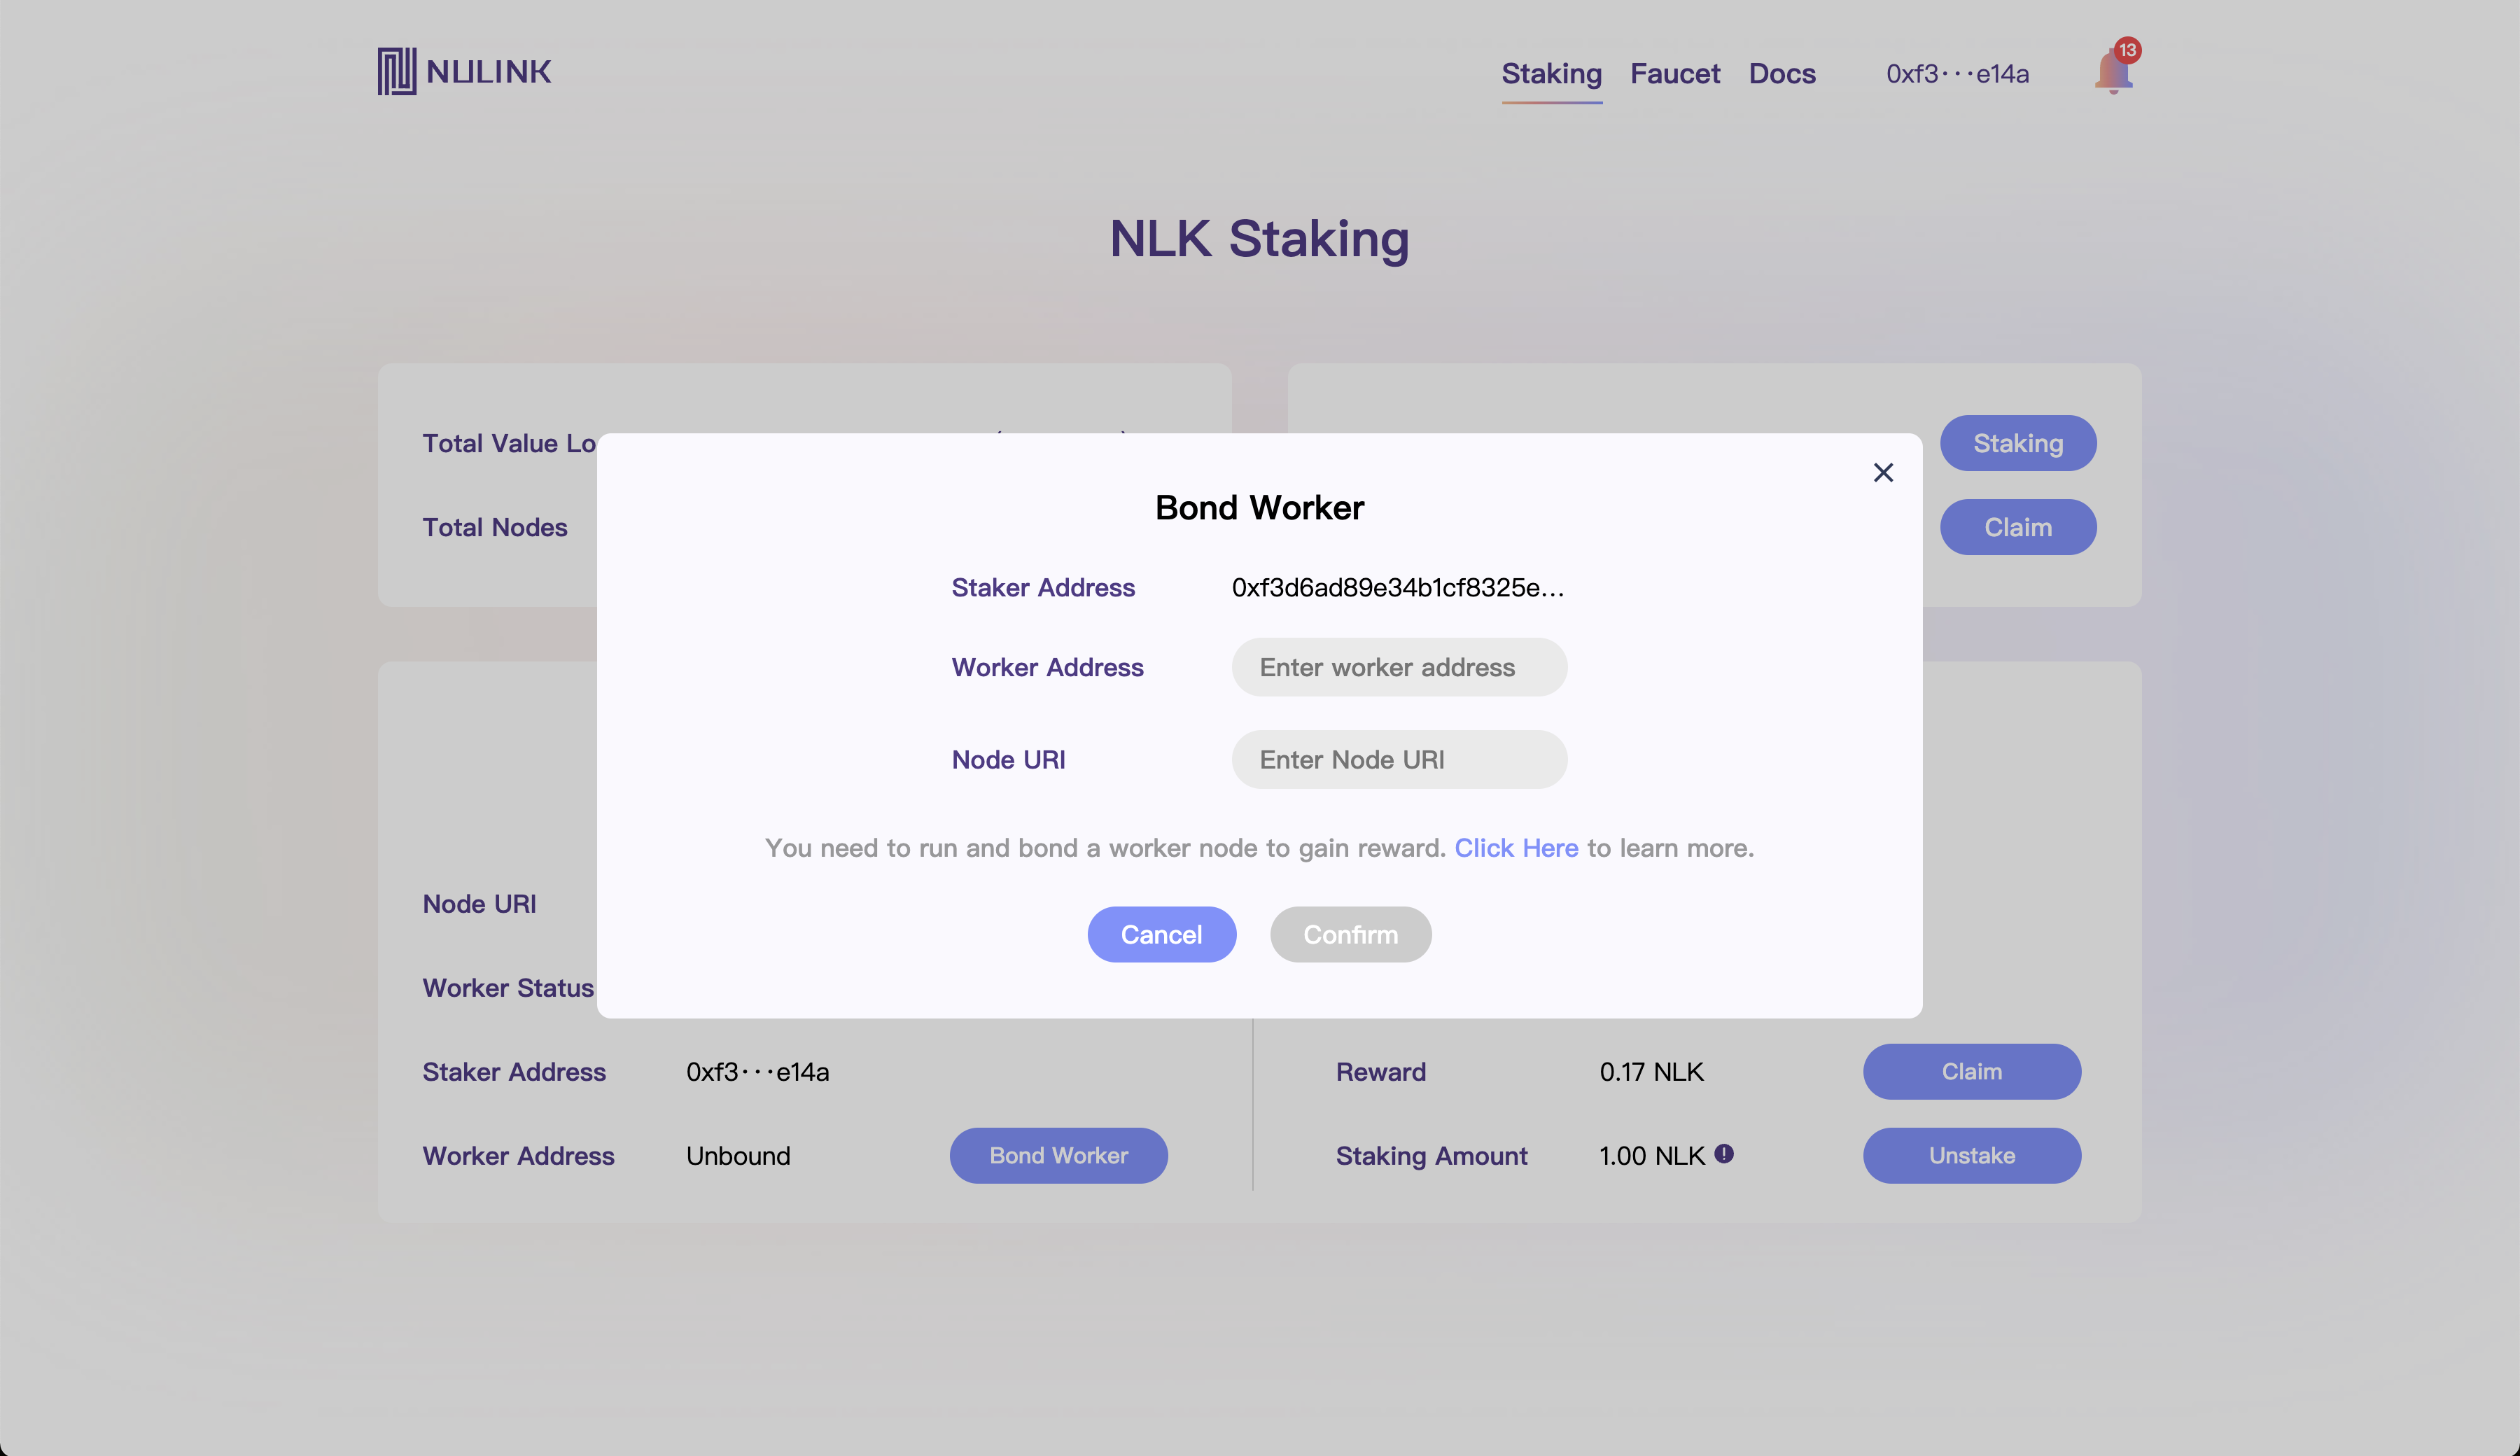 NULINK
Staking Faucet Docs 0xf3···e14a 13
NLK Staking
Total Value Lo
Staking
Total Nodes
Claim
Bond Worker
Staker Address 0xf3d6ad89e34b1cf8325e...
Worker Address Enter worker address
Node URI Enter Node URI
You need to run and bond a worker node to gain reward. Click Here to learn more.
Cancel Confirm
Node URI
Worker Status
Staker Address 0xf3···e14a
Reward 0.17 NLK Claim
Worker Address Unbound Bond Worker
Staking Amount 1.00 NLK Unstake